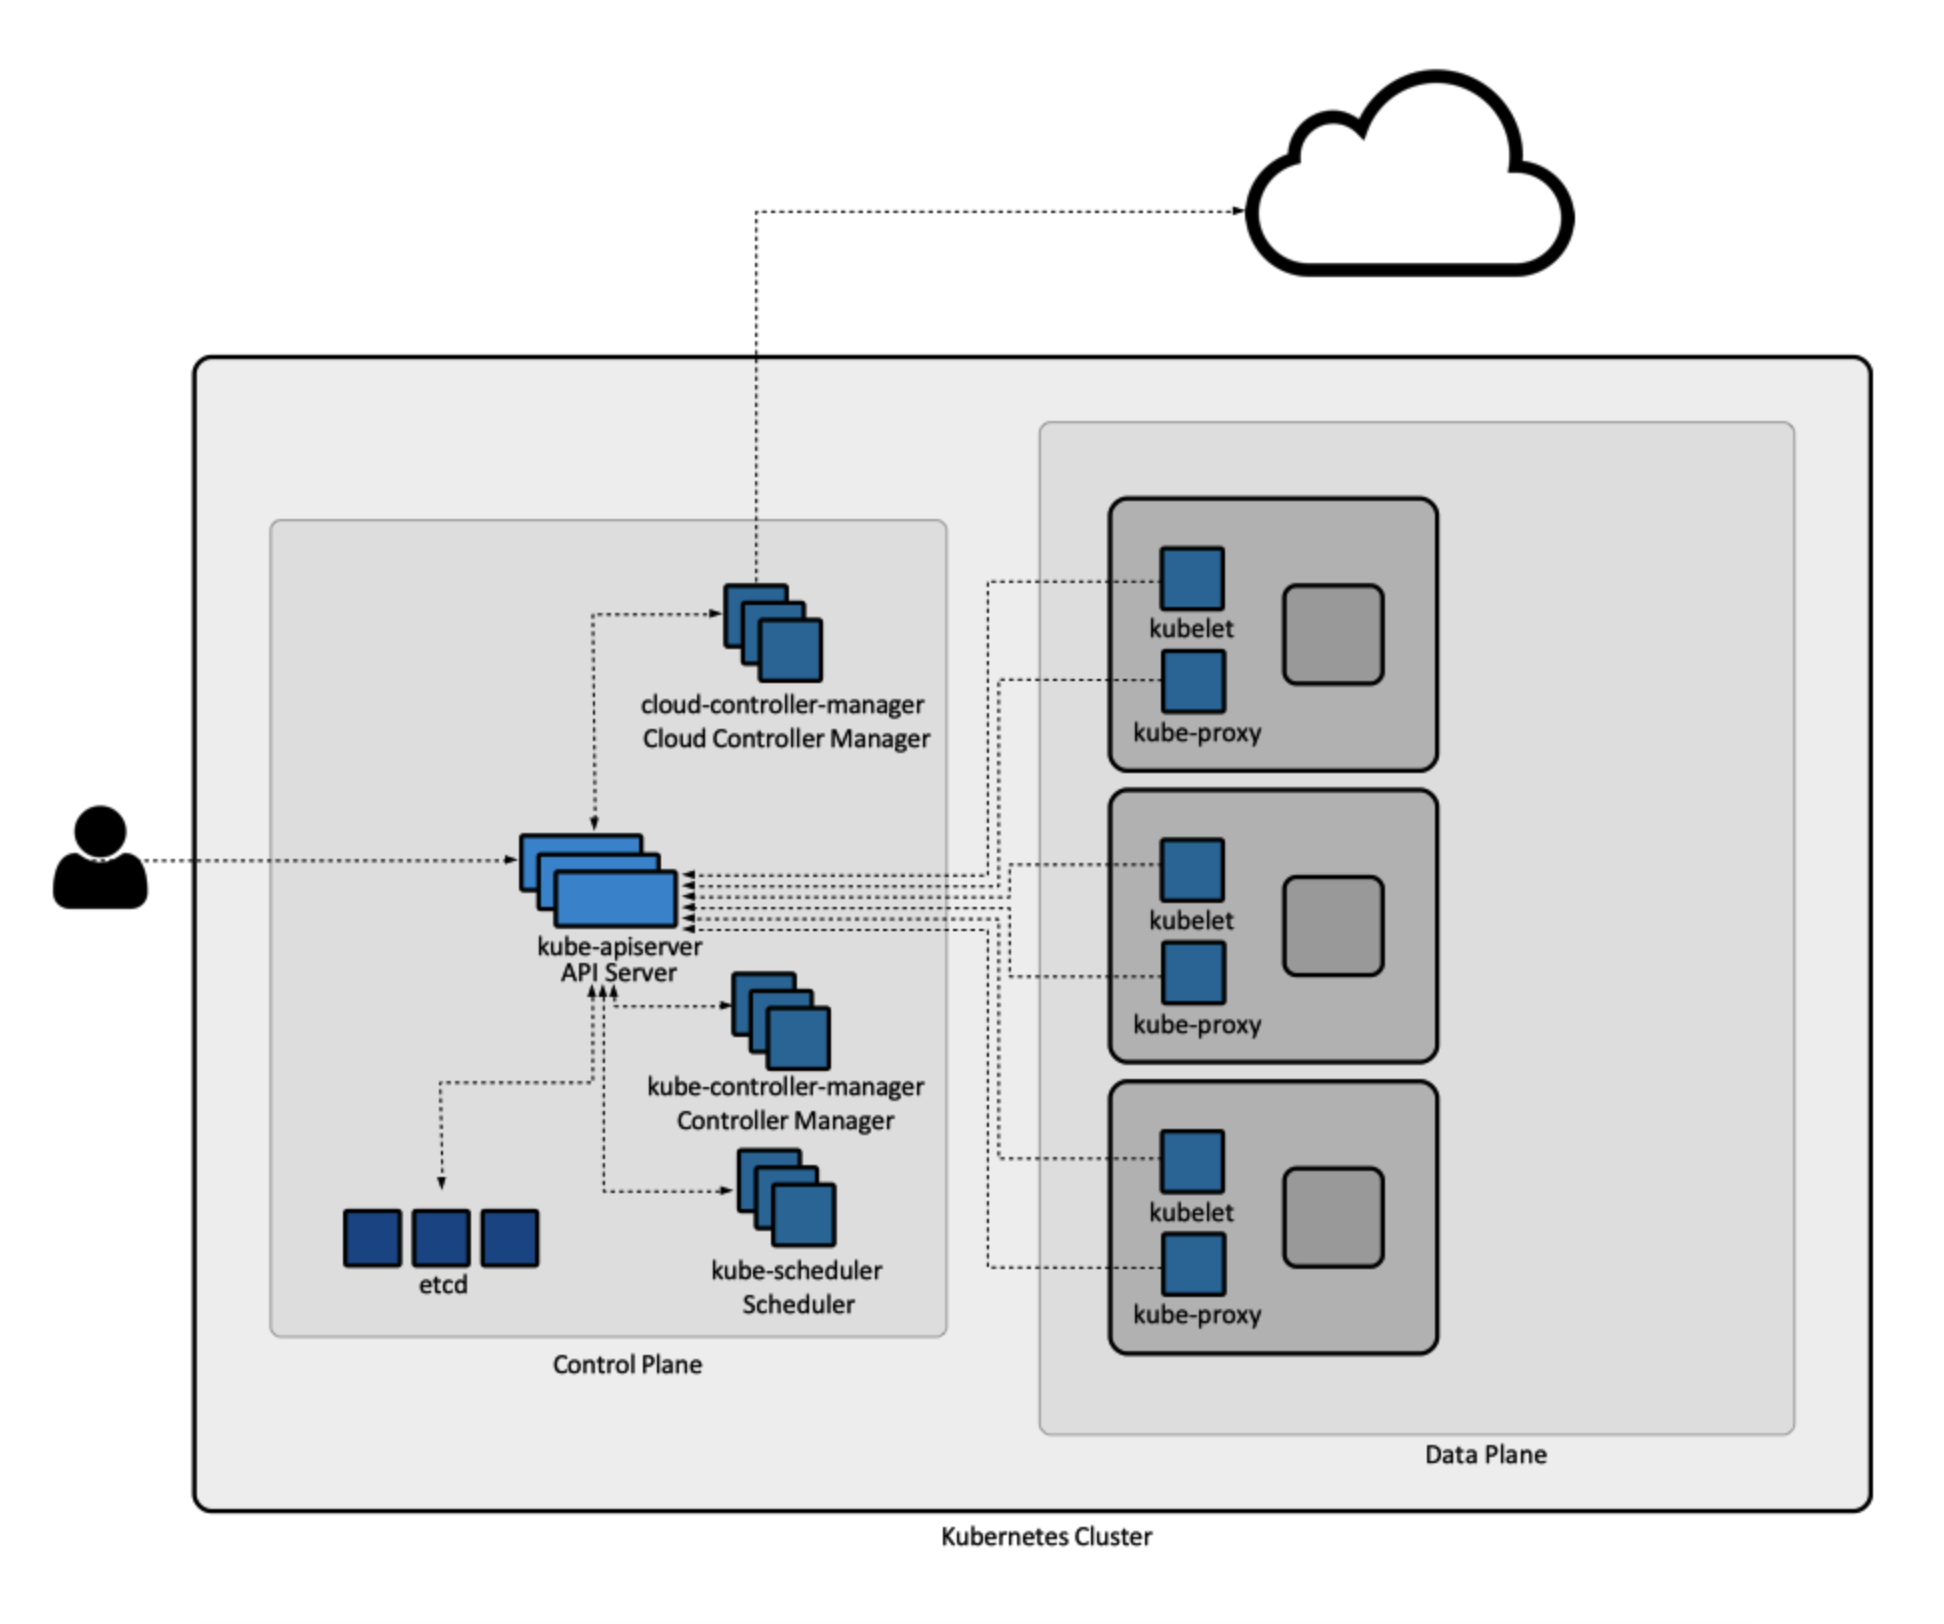 cloud-controller-manager
Cloud Controller Manager
kube-apiserver
API Server
kube-controller-manager
Controller Manager
etcd
kube-scheduler
Scheduler
Control Plane
kubelet
kube-proxy
kubelet
kube-proxy
kubelet
kube-proxy
Data Plane
Kubernetes Cluster